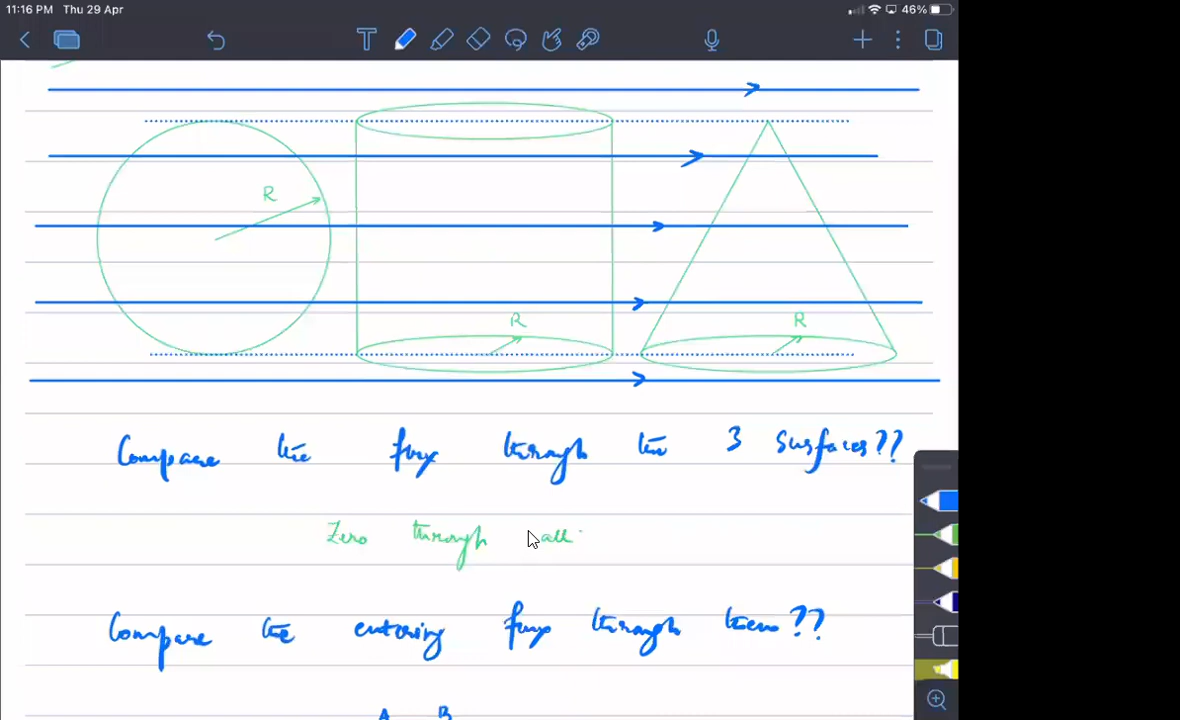 11:16 PM Thu 29 Apr
46%
T
R
R
R
Compare the flux through the 3 surfaces??
Zero through all
Compare the entering flux through them??
A B